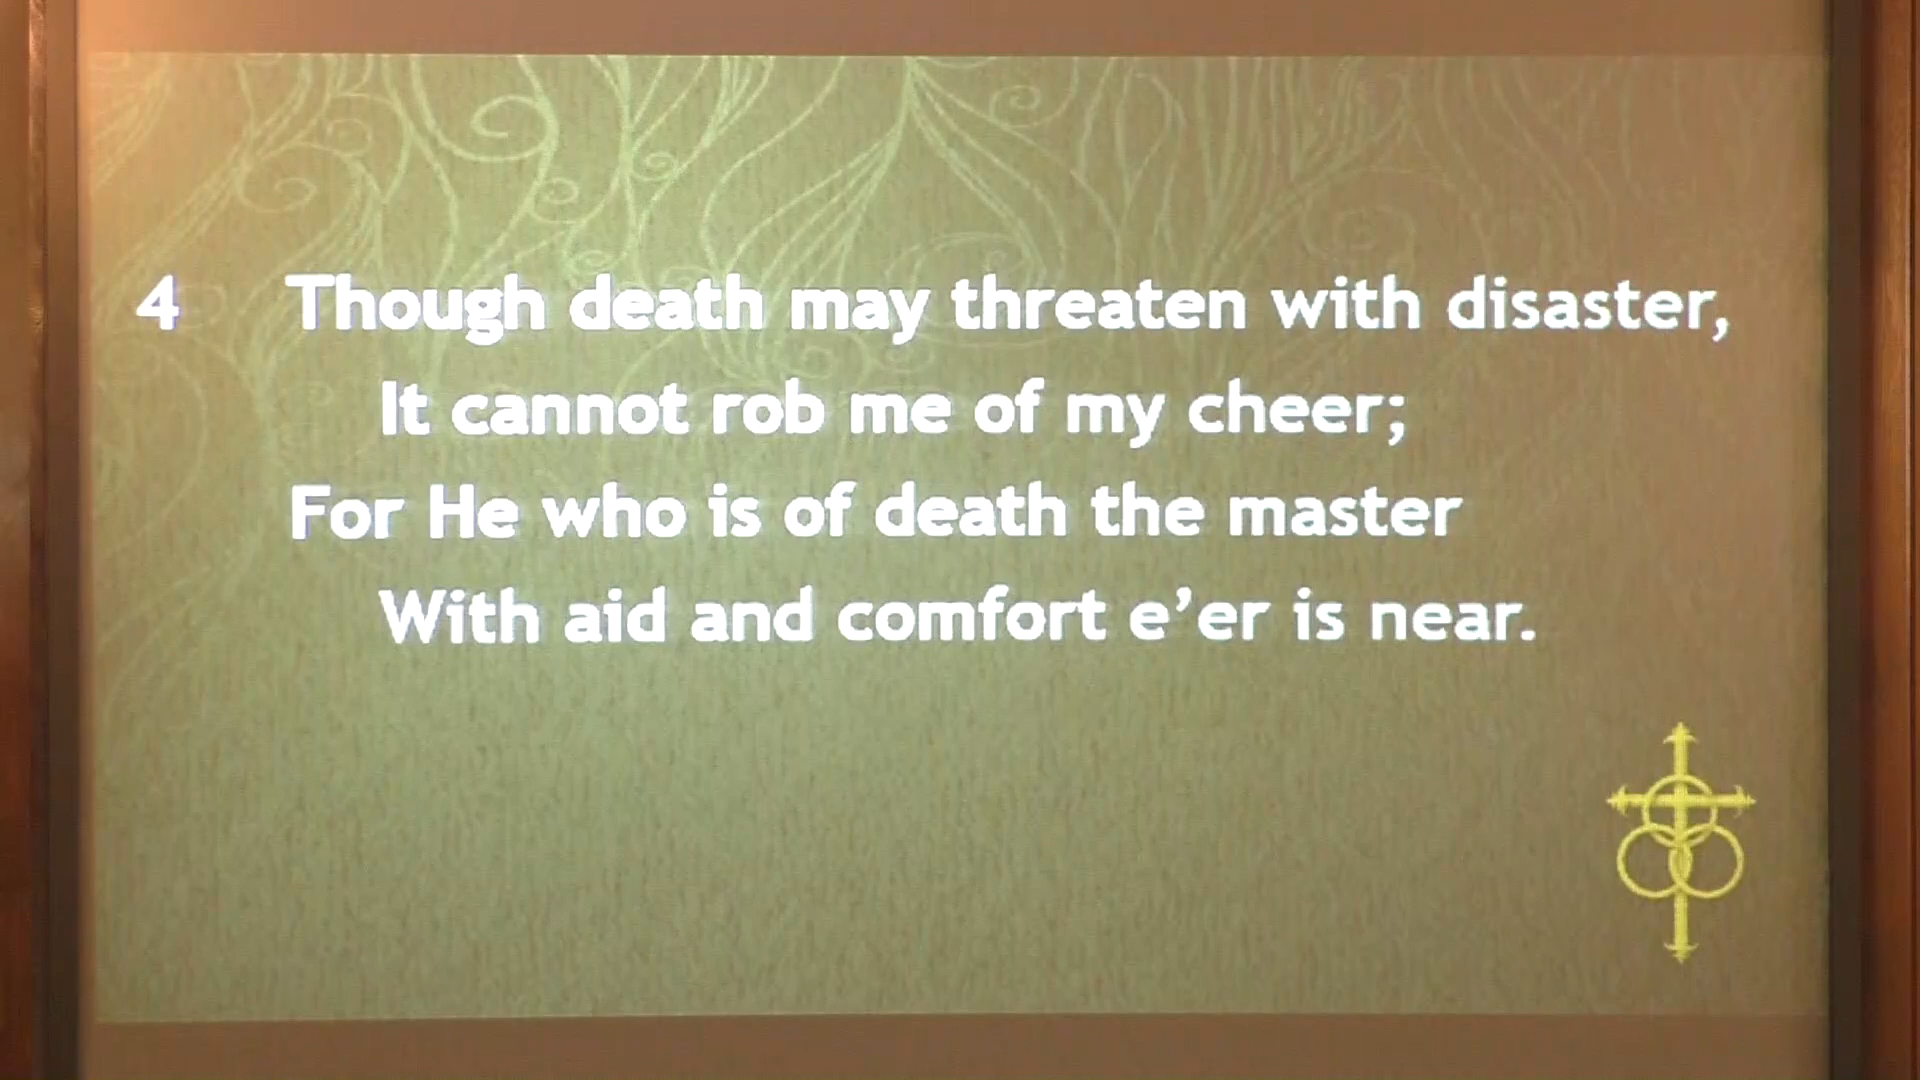 4 Though death may threaten with disaster,
It cannot rob me of my cheer;
For He who is of death the master
With aid and comfort e’er is near.